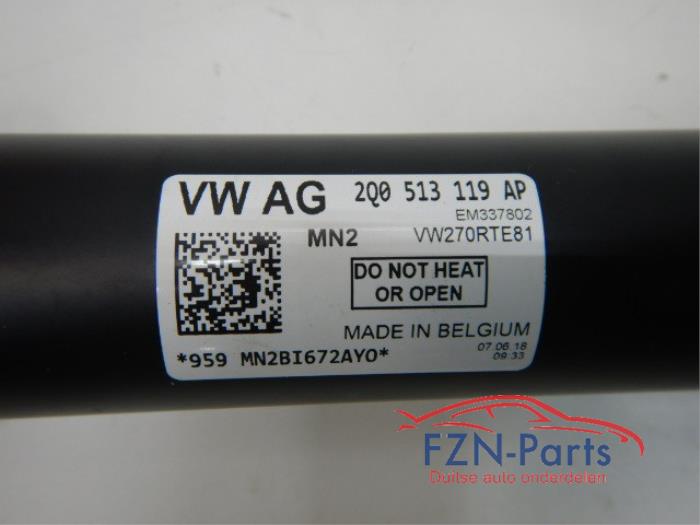 VW AG 2Q0 513 119 AP
EM337802
MN2 VW270RTE81
DO NOT HEAT
OR OPEN
MADE IN BELGIUM
07.06.18
09:33
*959 MN2BI672AYO*
FZN-Parts
Duitse auto onderdelen